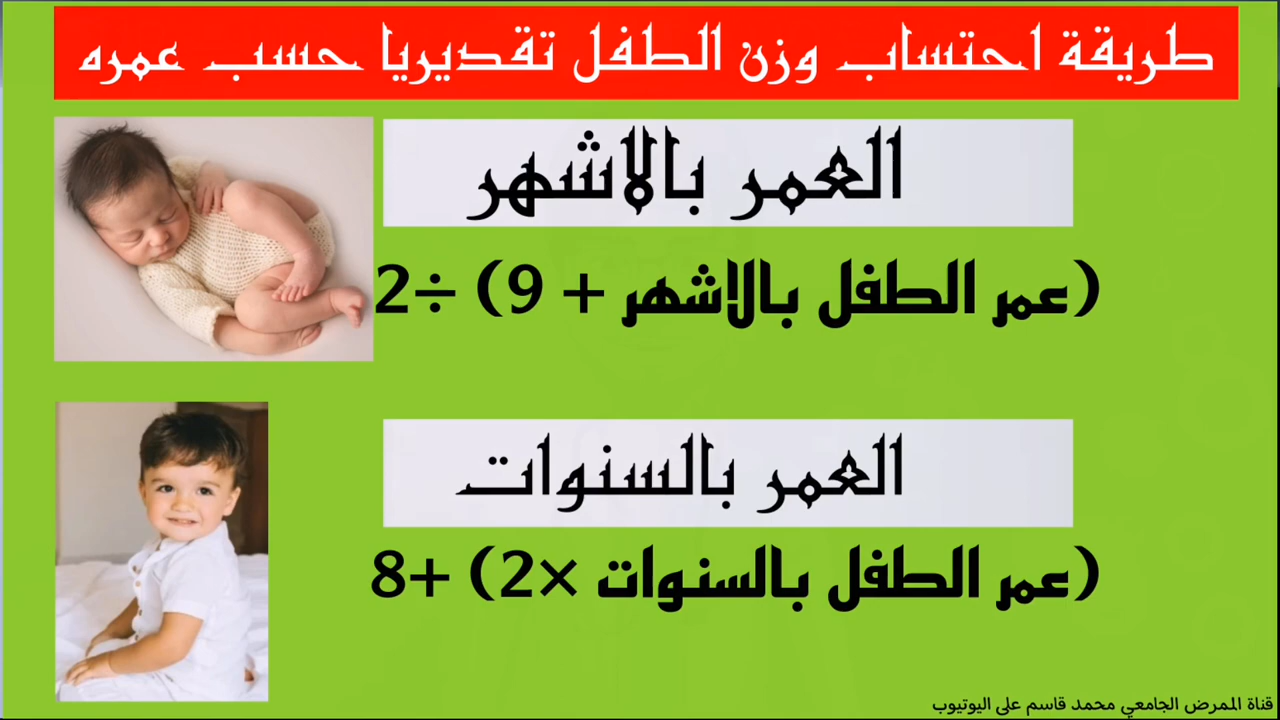 طريقة احتساب وزن الطفل تقديريا حسب عمره
العمر بالاشهر
(عمر الطفل بالاشهر + 9) ÷2
العمر بالسنوات
(عمر الطفل بالسنوات ×2) +8
قناة الممرض الجامعي محمد قاسم على اليوتيوب